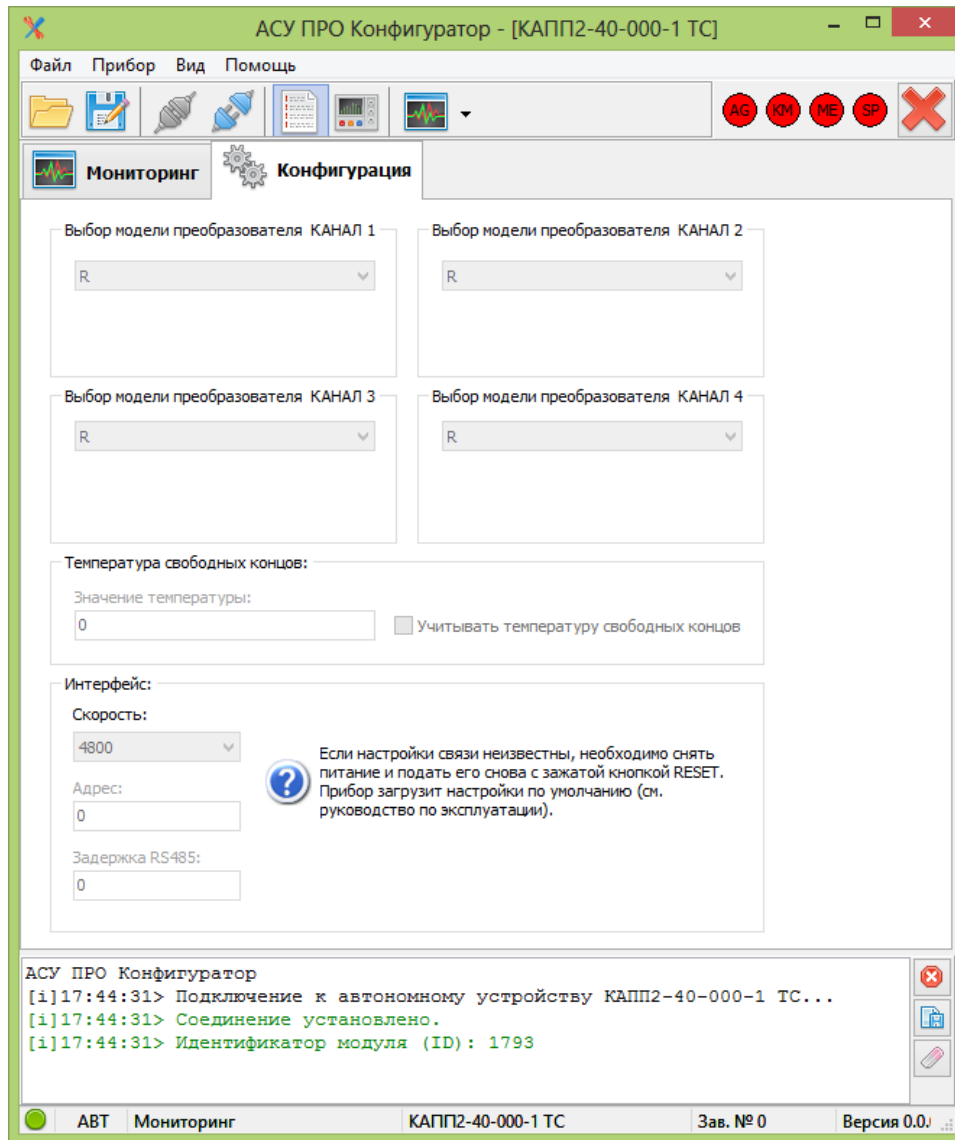 АСУ ПРО Конфигуратор - [КАПП2-40-000-1 ТС]
Файл Прибор Вид Помощь
AG KM ME SP
Мониторинг Конфигурация
Выбор модели преобразователя КАНАЛ 1 Выбор модели преобразователя КАНАЛ 2
R R
Выбор модели преобразователя КАНАЛ 3 Выбор модели преобразователя КАНАЛ 4
R R
Температура свободных концов:
Значение температуры:
0 Учитывать температуру свободных концов
Интерфейс:
Скорость:
4800
Адрес:
0
Задержка RS485:
0
Если настройки связи неизвестны, необходимо снять
питание и подать его снова с зажатой кнопкой RESET.
Прибор загрузит настройки по умолчанию (см.
руководство по эксплуатации).
АСУ ПРО Конфигуратор
[i]17:44:31> Подключение к автономному устройству КАПП2-40-000-1 ТС...
[i]17:44:31> Соединение установлено.
[i]17:44:31> Идентификатор модуля (ID): 1793
АВТ Мониторинг КАПП2-40-000-1 ТС Зав. № 0 Версия 0.0.